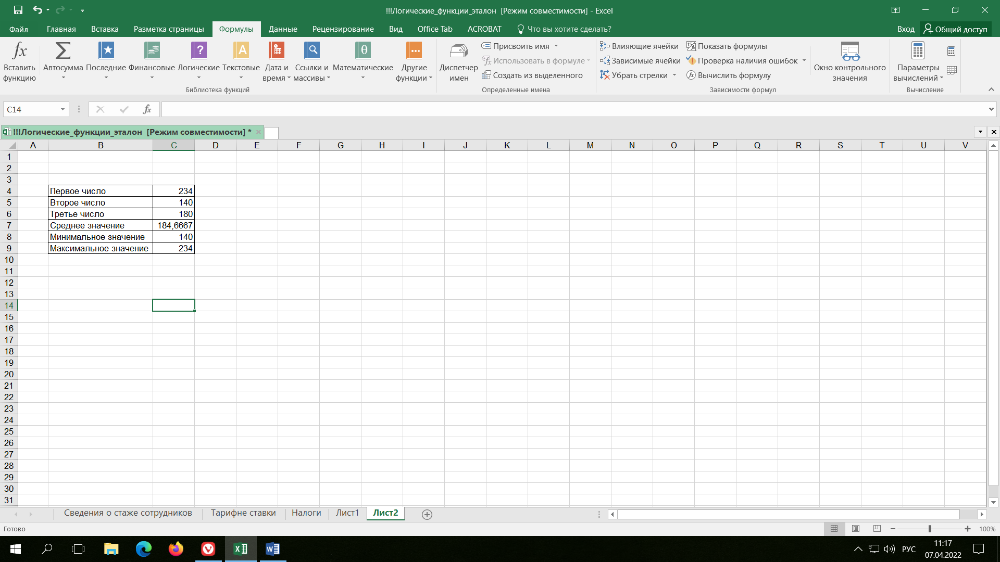 !!!Логические_функции_эталон  [Режим совместимости] - Excel
Файл Главная Вставка Разметка страницы Формулы Данные Рецензирование Вид Office Tab ACROBAT Что вы хотите сделать? Вход Общий доступ
Вставить функцию
Автосумма
Последние
Финансовые
Логические
Текстовые
Дата и время
Ссылки и массивы
Математические
Другие функции
Библиотека функций
Диспетчер имен
Присвоить имя
Использовать в формуле
Создать из выделенного
Определенные имена
Влияющие ячейки
Зависимые ячейки
Убрать стрелки
Показать формулы
Проверка наличия ошибок
Вычислить формулу
Зависимости формул
Окно контрольного значения
Параметры вычислений
Вычисление
C14
fx
!!!Логические_функции_эталон  [Режим совместимости] *
A B C D E F G H I J K L M N O P Q R S T U V
1
2
3
4 Первое число 234
5 Второе число 140
6 Третье число 180
7 Среднее значение 184,6667
8 Минимальное значение 140
9 Максимальное значение 234
10
11
12
13
14
15
16
17
18
19
20
21
22
23
24
25
26
27
28
29
30
31
Сведения о стаже сотрудников Тарифне ставки Налоги Лист1 Лист2
Готово 100%
РУС 11:17
07.04.2022